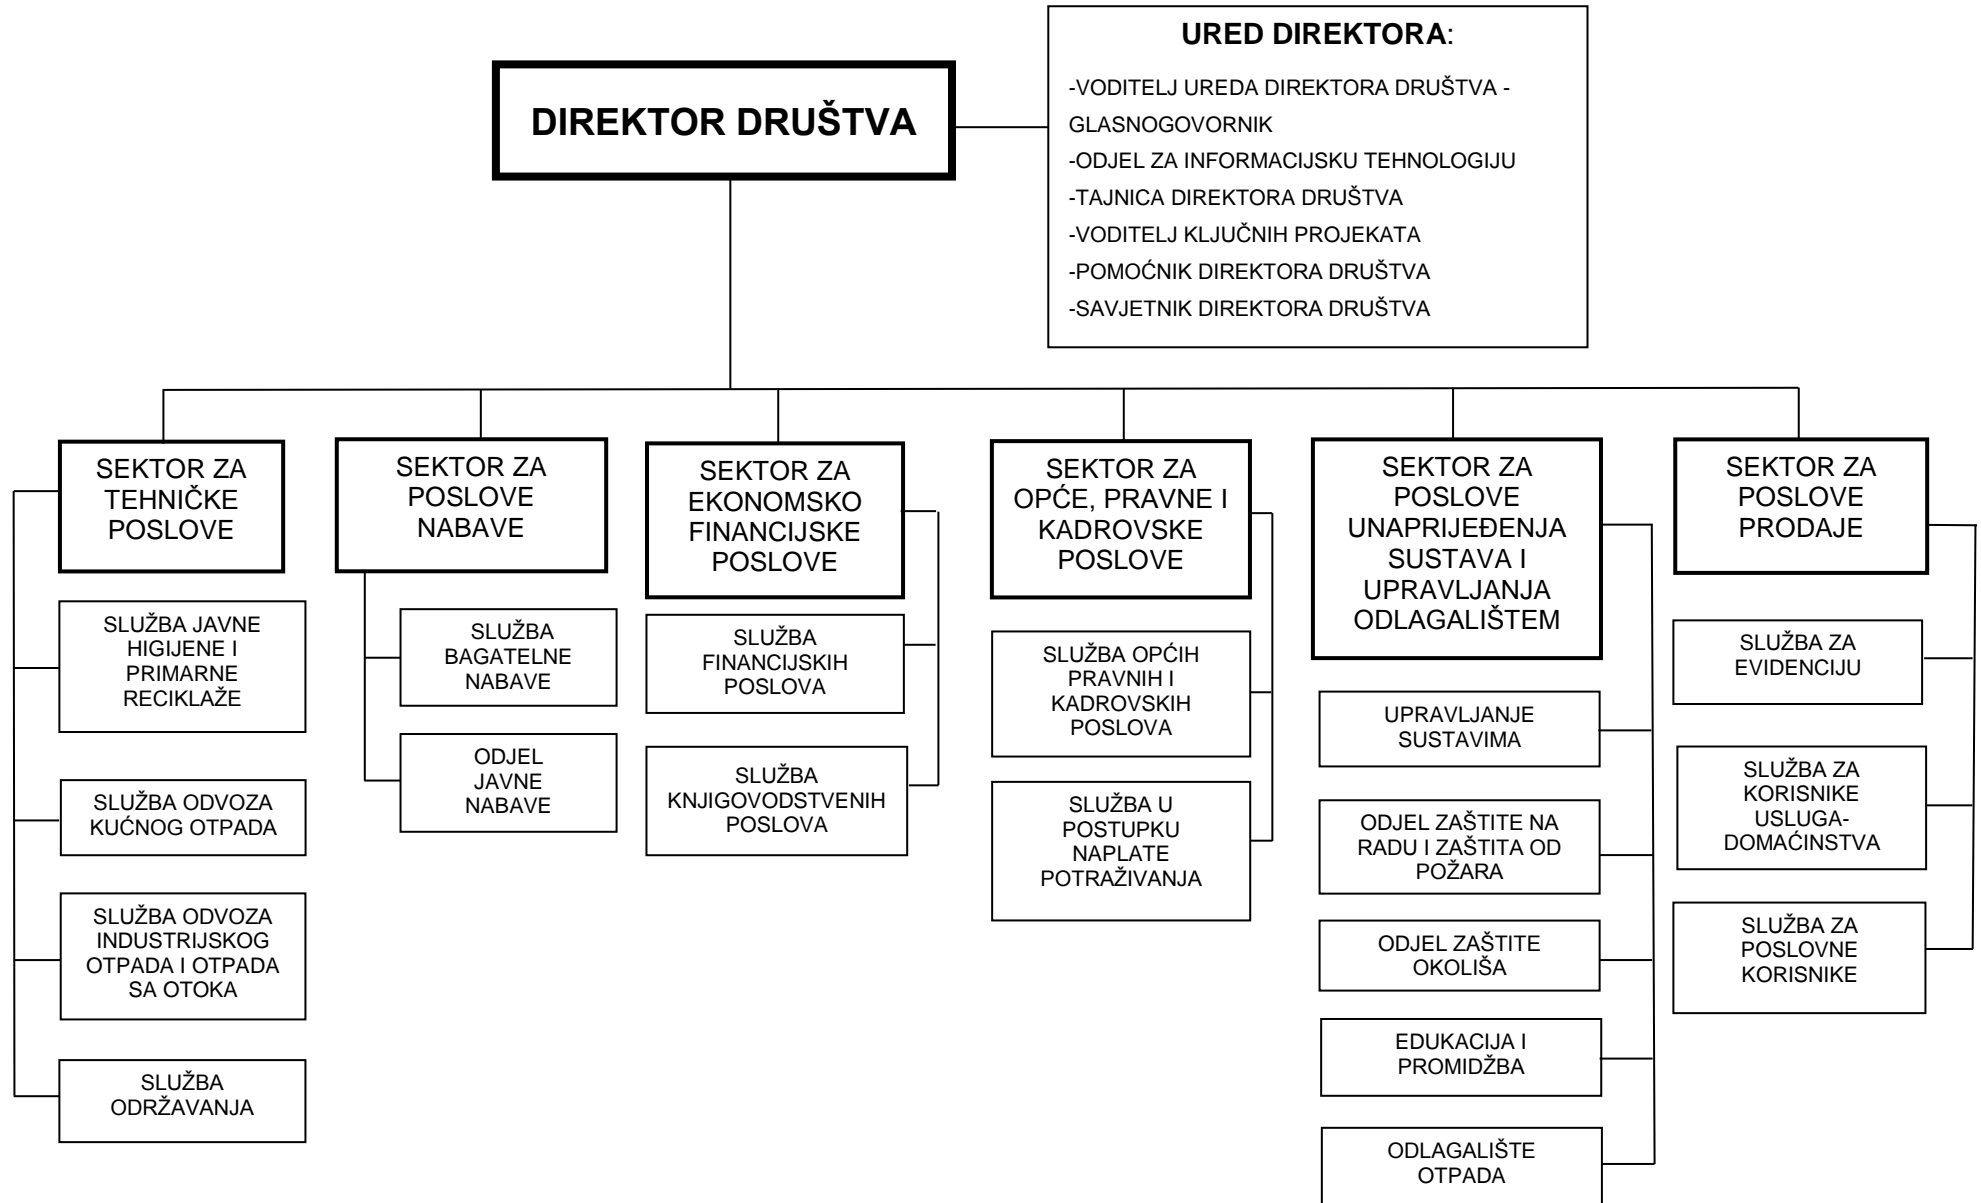 URED DIREKTORA:
DIREKTOR DRUŠTVA
-VODITELJ UREDA DIREKTORA DRUŠTVA -
GLASNOGOVORNIK
-ODJEL ZA INFORMACIJSKU TEHNOLOGIJU
-TAJNICA DIREKTORA DRUŠTVA
-VODITELJ KLJUČNIH PROJEKATA
-POMOĆNIK DIREKTORA DRUŠTVA
-SAVJETNIK DIREKTORA DRUŠTVA
SEKTOR ZA
TEHNIČKE
POSLOVE
SLUŽBA JAVNE
HIGIJENE I
PRIMARNE
RECIKLAŽE
SLUŽBA ODVOZA
KUĆNOG OTPADA
SLUŽBA ODVOZA
INDUSTRIJSKOG
OTPADA I OTPADA
SA OTOKA
SLUŽBA
ODRŽAVANJA
SEKTOR ZA
POSLOVE
NABAVE
SLUŽBA
BAGATELNE
NABAVE
ODJEL
JAVNE
NABAVE
SEKTOR ZA
EKONOMSKO
FINANCIJSKE
POSLOVE
SLUŽBA
FINANCIJSKIH
POSLOVA
SLUŽBA
KNJIGOVODSTVENIH
POSLOVA
SEKTOR ZA
OPĆE, PRAVNE I
KADROVSKE
POSLOVE
SLUŽBA OPĆIH
PRAVNIH I
KADROVSKIH
POSLOVA
SLUŽBA U
POSTUPKU
NAPLATE
POTRAŽIVANJA
SEKTOR ZA
POSLOVE
UNAPRIJEĐENJA
SUSTAVA I
UPRAVLJANJA
ODLAGALIŠTEM
UPRAVLJANJE
SUSTAVIMA
ODJEL ZAŠTITE NA
RADU I ZAŠTITA OD
POŽARA
ODJEL ZAŠTITE
OKOLIŠA
EDUKACIJA I
PROMIDŽBA
ODLAGALIŠTE
OTPADA
SEKTOR ZA
POSLOVE
PRODAJE
SLUŽBA ZA
EVIDENCIJU
SLUŽBA ZA
KORISNIKE
USLUGA-
DOMAĆINSTVA
SLUŽBA ZA
POSLOVNE
KORISNIKE